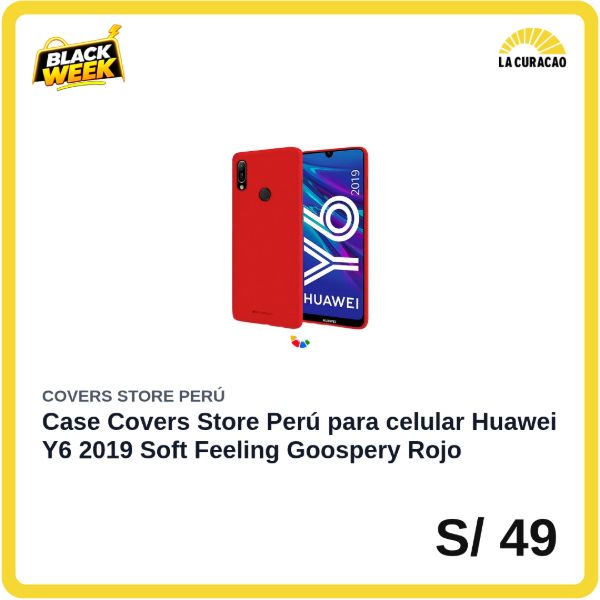 BLACK
WEEK
LA CURACAO
Y6
2019
HUAWEI
HUAWEI
COVERS STORE PERÚ
Case Covers Store Perú para celular Huawei
Y6 2019 Soft Feeling Goospery Rojo
S/ 49